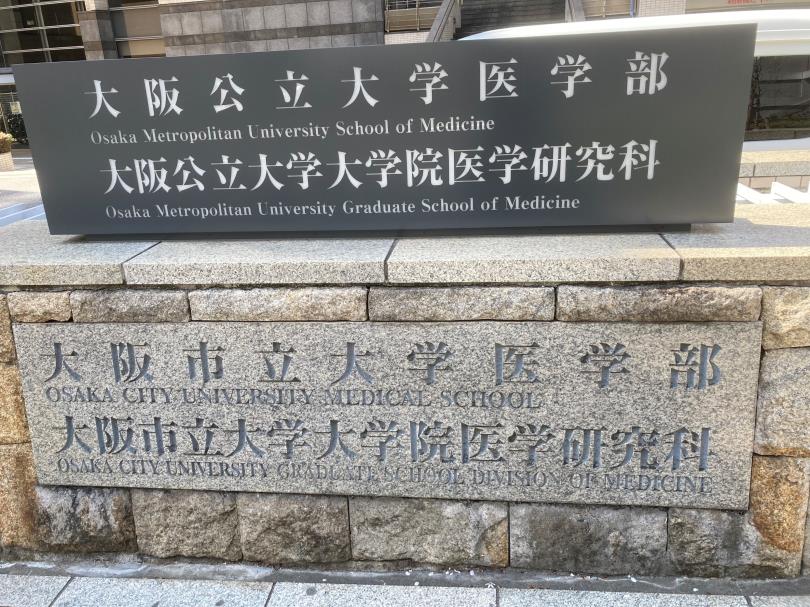 大阪公立大学医学部
Osaka Metropolitan University School of Medicine
大阪公立大学大学院医学研究科
Osaka Metropolitan University Graduate School of Medicine
大阪市立大学医学部
OSAKA CITY UNIVERSITY MEDICAL SCHOOL
大阪市立大学大学院医学研究科
OSAKA CITY UNIVERSITY GRADUATE SCHOOL DIVISION OF MEDICINE